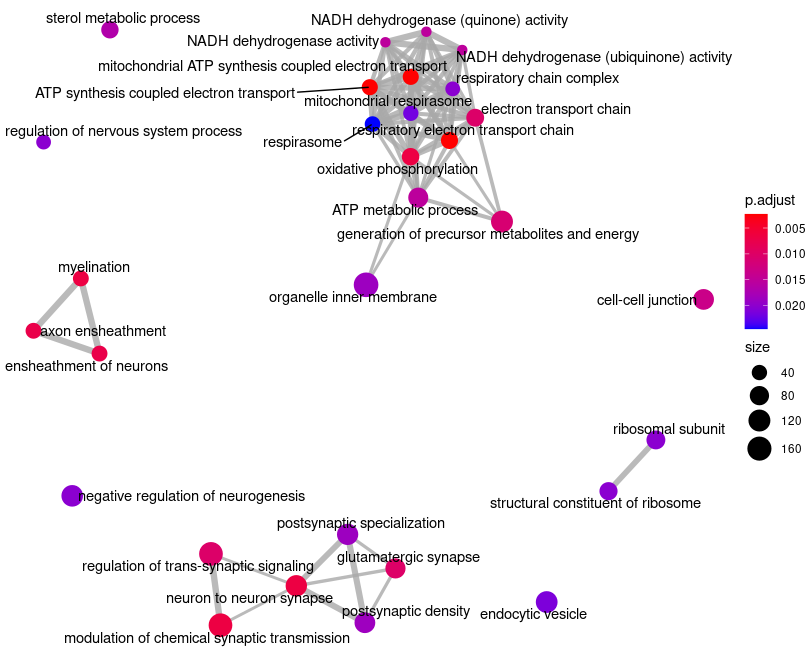 sterol metabolic process
NADH dehydrogenase (quinone) activity
NADH dehydrogenase activity
NADH dehydrogenase (ubiquinone) activity
mitochondrial ATP synthesis coupled electron transport
respiratory chain complex
ATP synthesis coupled electron transport
mitochondrial respirasome
electron transport chain
regulation of nervous system process
respiratory electron transport chain
respirasome
oxidative phosphorylation
ATP metabolic process
generation of precursor metabolites and energy
myelination
organelle inner membrane
cell-cell junction
axon ensheathment
ensheathment of neurons
ribosomal subunit
negative regulation of neurogenesis
structural constituent of ribosome
postsynaptic specialization
regulation of trans-synaptic signaling
glutamatergic synapse
neuron to neuron synapse
postsynaptic density
endocytic vesicle
modulation of chemical synaptic transmission
p.adjust
0.005
0.010
0.015
0.020
size
40
80
120
160